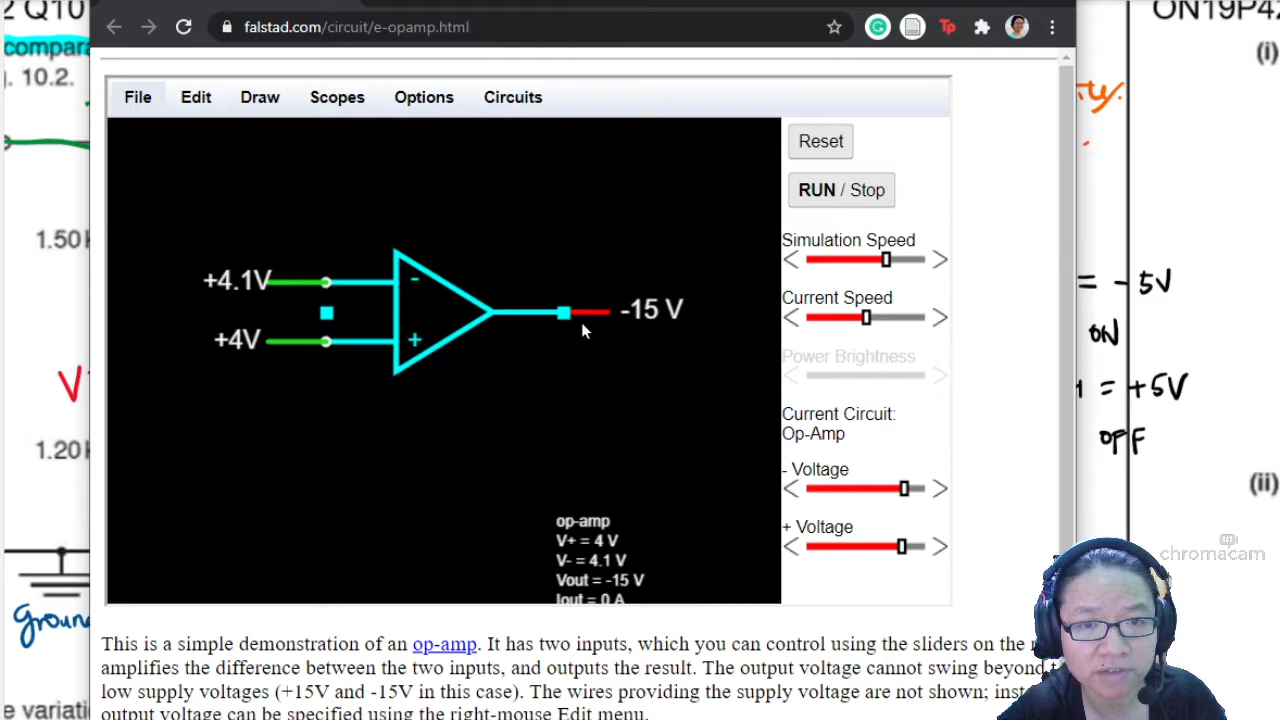 2 Q10
falstad.com/circuit/e-opamp.html
Tp
ON19P42
(i)
compara
. 10.2.
File Edit Draw Scopes Options Circuits
Reset
RUN / Stop
Simulation Speed
Current Speed
Power Brightness
Current Circuit:
Op-Amp
- Voltage
+ Voltage
+4.1V
-
-15 V
+4V
+
op-amp
V+ = 4 V
V- = 4.1 V
Vout = -15 V
Iout = 0 A
1.50 k
V
1.20 k
Groun
e variati
= - 5V
ON
= +5V
OFF
(ii)
chromacam
This is a simple demonstration of an op-amp. It has two inputs, which you can control using the sliders on the
amplifies the difference between the two inputs, and outputs the result. The output voltage cannot swing beyond t
low supply voltages (+15V and -15V in this case). The wires providing the supply voltage are not shown; inst
output voltage can be specified using the right-mouse Edit menu.